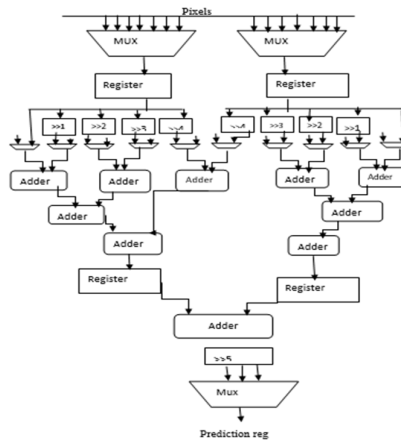 Pixels
MUX MUX
Register Register
>>1 >>2 >>3 >>4 >>4 >>3 >>2 >>1
Adder Adder Adder Adder Adder
Adder Adder
Adder Adder
Register Register
Adder
>>5
Mux
Prediction reg